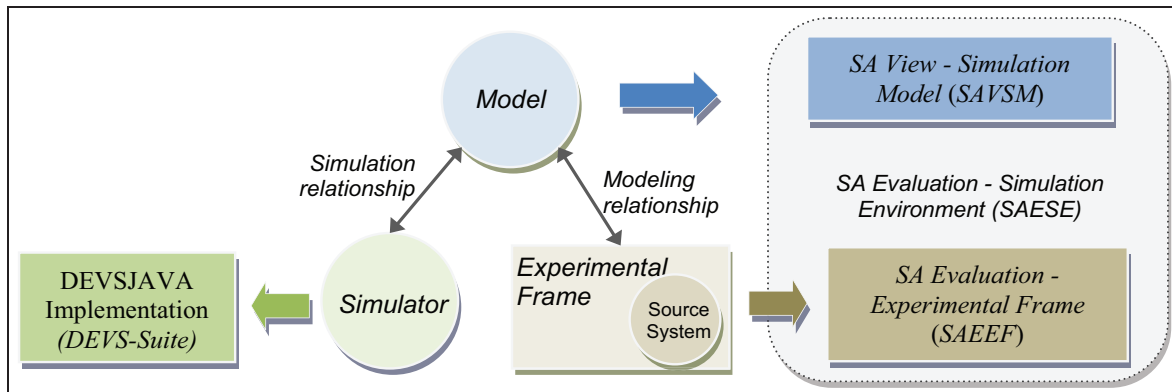 Model
SA View - Simulation
Model (SAVSM)
Simulation
relationship
Modeling
relationship
SA Evaluation - Simulation
Environment (SAESE)
DEVSJAVA
Implementation
(DEVS-Suite)
Simulator
Experimental
Frame
Source
System
SA Evaluation -
Experimental Frame
(SAEEF)